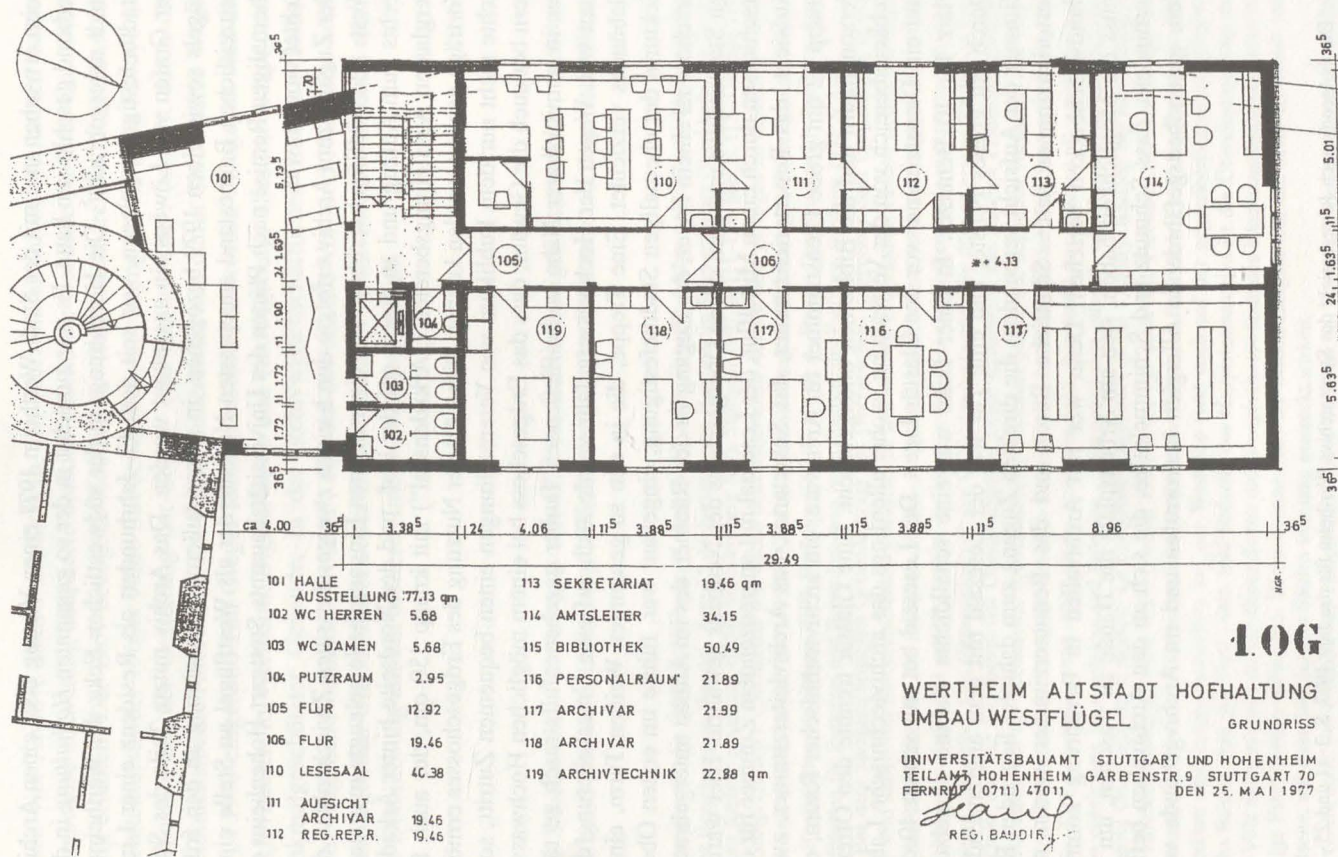 36⁵
70
6.135
1.635
24
1.90
11
1.72
11
1.72
36⁵
36⁵
5.01
11⁵
1.635
24
5.635
36⁵
101
110
111
112
113
114
105
106
+ 4.13
104
103
102
119
118
117
116
117
ca 4.00 36⁵ 3.38⁵ 24 4.06 11⁵ 3.88⁵ 11⁵ 3.88⁵ 11⁵ 3.88⁵ 11⁵ 8.96 36⁵
29.49
101 HALLE
AUSSTELLUNG :77.13 qm
102 WC HERREN 5.68
103 WC DAMEN 5.68
104 PUTZRAUM 2.95
105 FLUR 12.92
106 FLUR 19.46
110 LESESAAL 40.38
111 AUFSICHT
ARCHIVAR 19.46
112 REG.REP.R. 19.46
113 SEKRETARIAT 19.46 qm
114 AMTSLEITER 34.15
115 BIBLIOTHEK 50.49
116 PERSONALRAUM 21.89
117 ARCHIVAR 21.89
118 ARCHIVAR 21.89
119 ARCHIVTECHNIK 22.88 qm
1.OG
WERTHEIM ALTSTADT HOFHALTUNG
UMBAU WESTFLÜGEL GRUNDRISS
UNIVERSITÄTSBAUAMT STUTTGART UND HOHENHEIM
TEILAMT HOHENHEIM GARBENSTR.9 STUTTGART 70
FERNRUF (0711) 47011 DEN 25. MAI 1977
REG. BAUDIR.